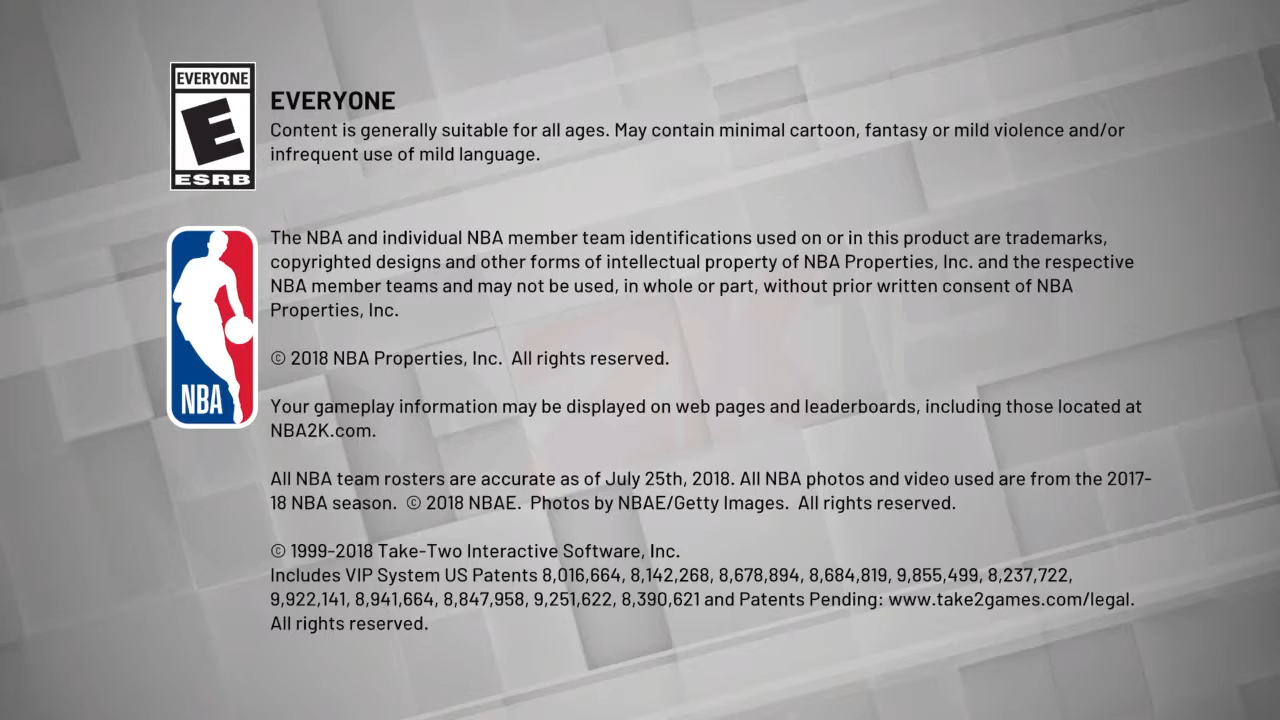 EVERYONE
E
ESRB
EVERYONE
Content is generally suitable for all ages. May contain minimal cartoon, fantasy or mild violence and/or
infrequent use of mild language.
The NBA and individual NBA member team identifications used on or in this product are trademarks,
copyrighted designs and other forms of intellectual property of NBA Properties, Inc. and the respective
NBA member teams and may not be used, in whole or part, without prior written consent of NBA
Properties, Inc.
NBA
© 2018 NBA Properties, Inc.  All rights reserved.
Your gameplay information may be displayed on web pages and leaderboards, including those located at
NBA2K.com.
All NBA team rosters are accurate as of July 25th, 2018. All NBA photos and video used are from the 2017-
18 NBA season.  © 2018 NBAE.  Photos by NBAE/Getty Images.  All rights reserved.
© 1999-2018 Take-Two Interactive Software, Inc.
Includes VIP System US Patents 8,016,664, 8,142,268, 8,678,894, 8,684,819, 9,855,499, 8,237,722,
9,922,141, 8,941,664, 8,847,958, 9,251,622, 8,390,621 and Patents Pending: www.take2games.com/legal.
All rights reserved.